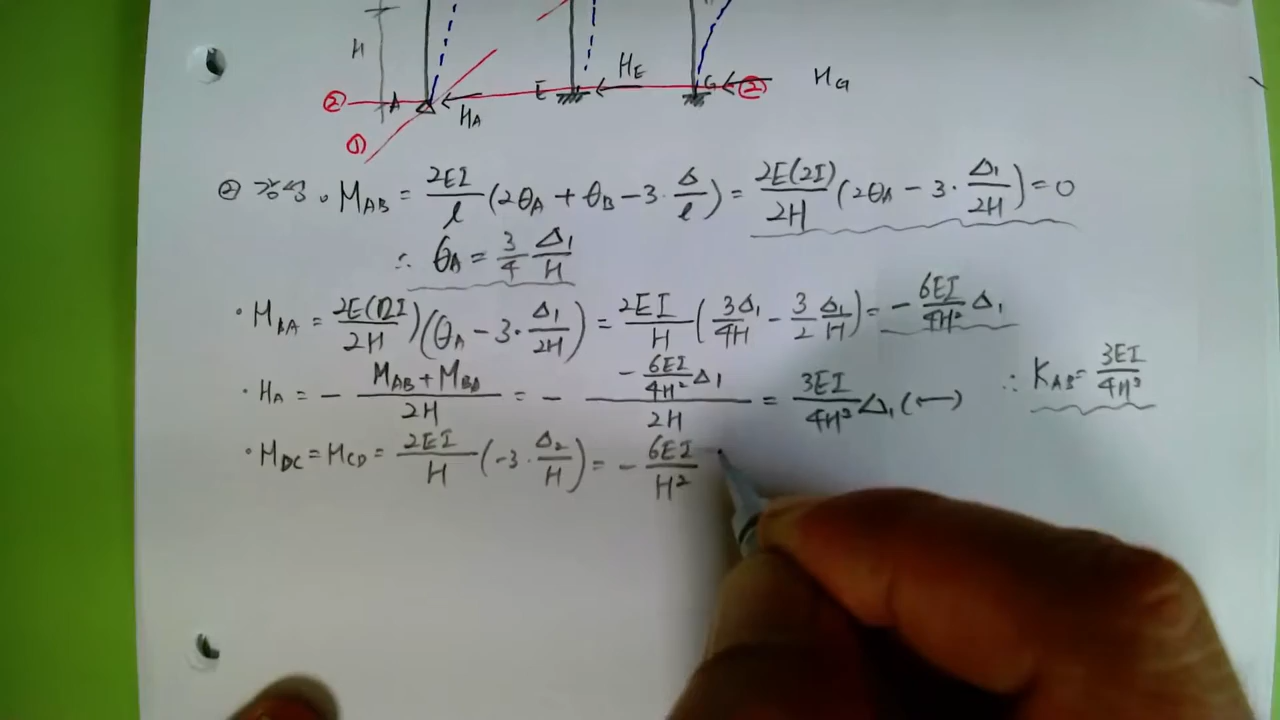 H
② A H_A E H_E G ② H_G
①
② 강성 • M_AB = 2EI/l (2θ_A + θ_B - 3·Δ/l) = 2E(2I)/2H (2θ_A - 3·Δ₁/2H) = 0
∴ θ_A = 3/4 Δ₁/H
• M_BA = 2E(2I)/2H (θ_A - 3·Δ₁/2H) = 2EI/H (3Δ₁/4H - 3/2 Δ₁/H) = - 6EI/4H² Δ₁
• H_A = - (M_AB + M_BA)/2H = - (- 6EI/4H² Δ₁)/2H = 3EI/4H³ Δ₁ (←) ∴ K_AB = 3EI/4H³
• M_DC = M_CD = 2EI/H (-3·Δ₂/H) = - 6EI/H²